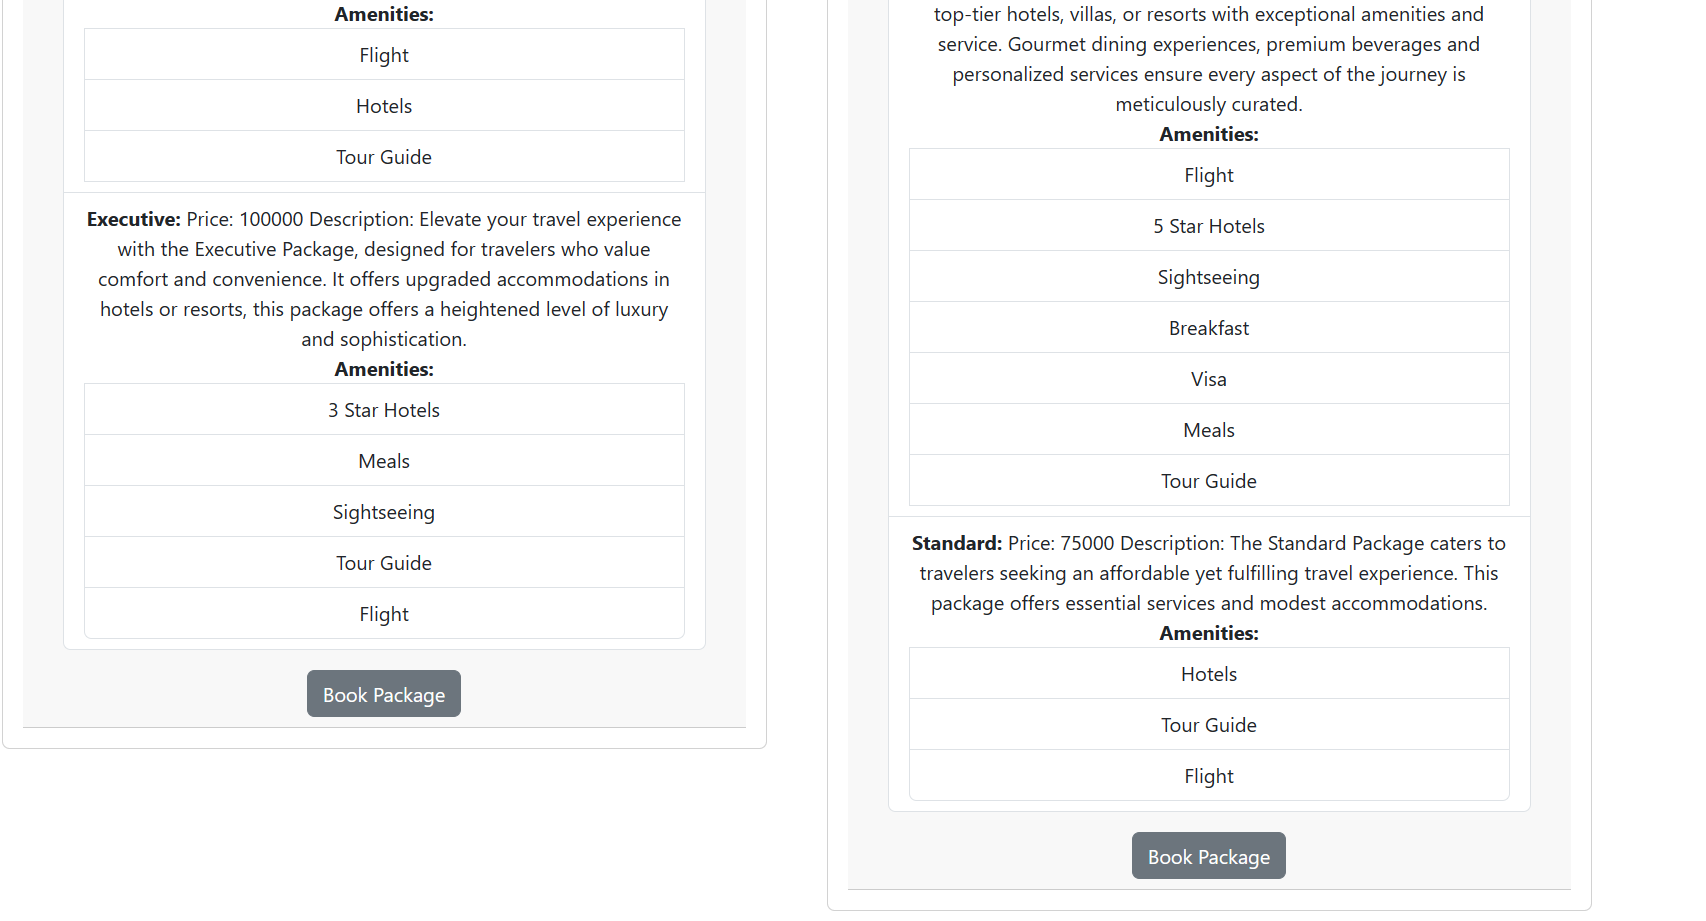 Amenities:
Flight
Hotels
Tour Guide
Executive: Price: 100000 Description: Elevate your travel experience
with the Executive Package, designed for travelers who value
comfort and convenience. It offers upgraded accommodations in
hotels or resorts, this package offers a heightened level of luxury
and sophistication.
Amenities:
3 Star Hotels
Meals
Sightseeing
Tour Guide
Flight
Book Package
top-tier hotels, villas, or resorts with exceptional amenities and
service. Gourmet dining experiences, premium beverages and
personalized services ensure every aspect of the journey is
meticulously curated.
Amenities:
Flight
5 Star Hotels
Sightseeing
Breakfast
Visa
Meals
Tour Guide
Standard: Price: 75000 Description: The Standard Package caters to
travelers seeking an affordable yet fulfilling travel experience. This
package offers essential services and modest accommodations.
Amenities:
Hotels
Tour Guide
Flight
Book Package